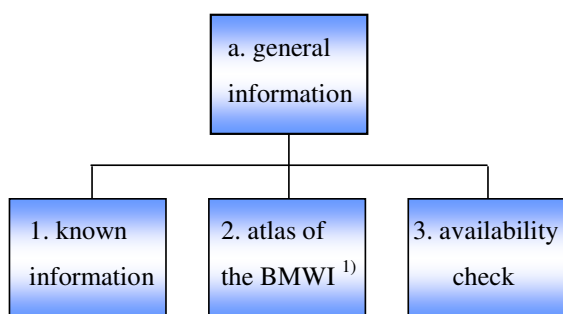 a. general
information
1. known
information
2. atlas of
the BMWI 1)
3. availability
check